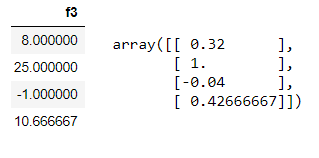 f3
8.000000
25.000000
-1.000000
10.666667
array([[ 0.32      ],
[ 1.        ],
[-0.04      ],
[ 0.42666667]])